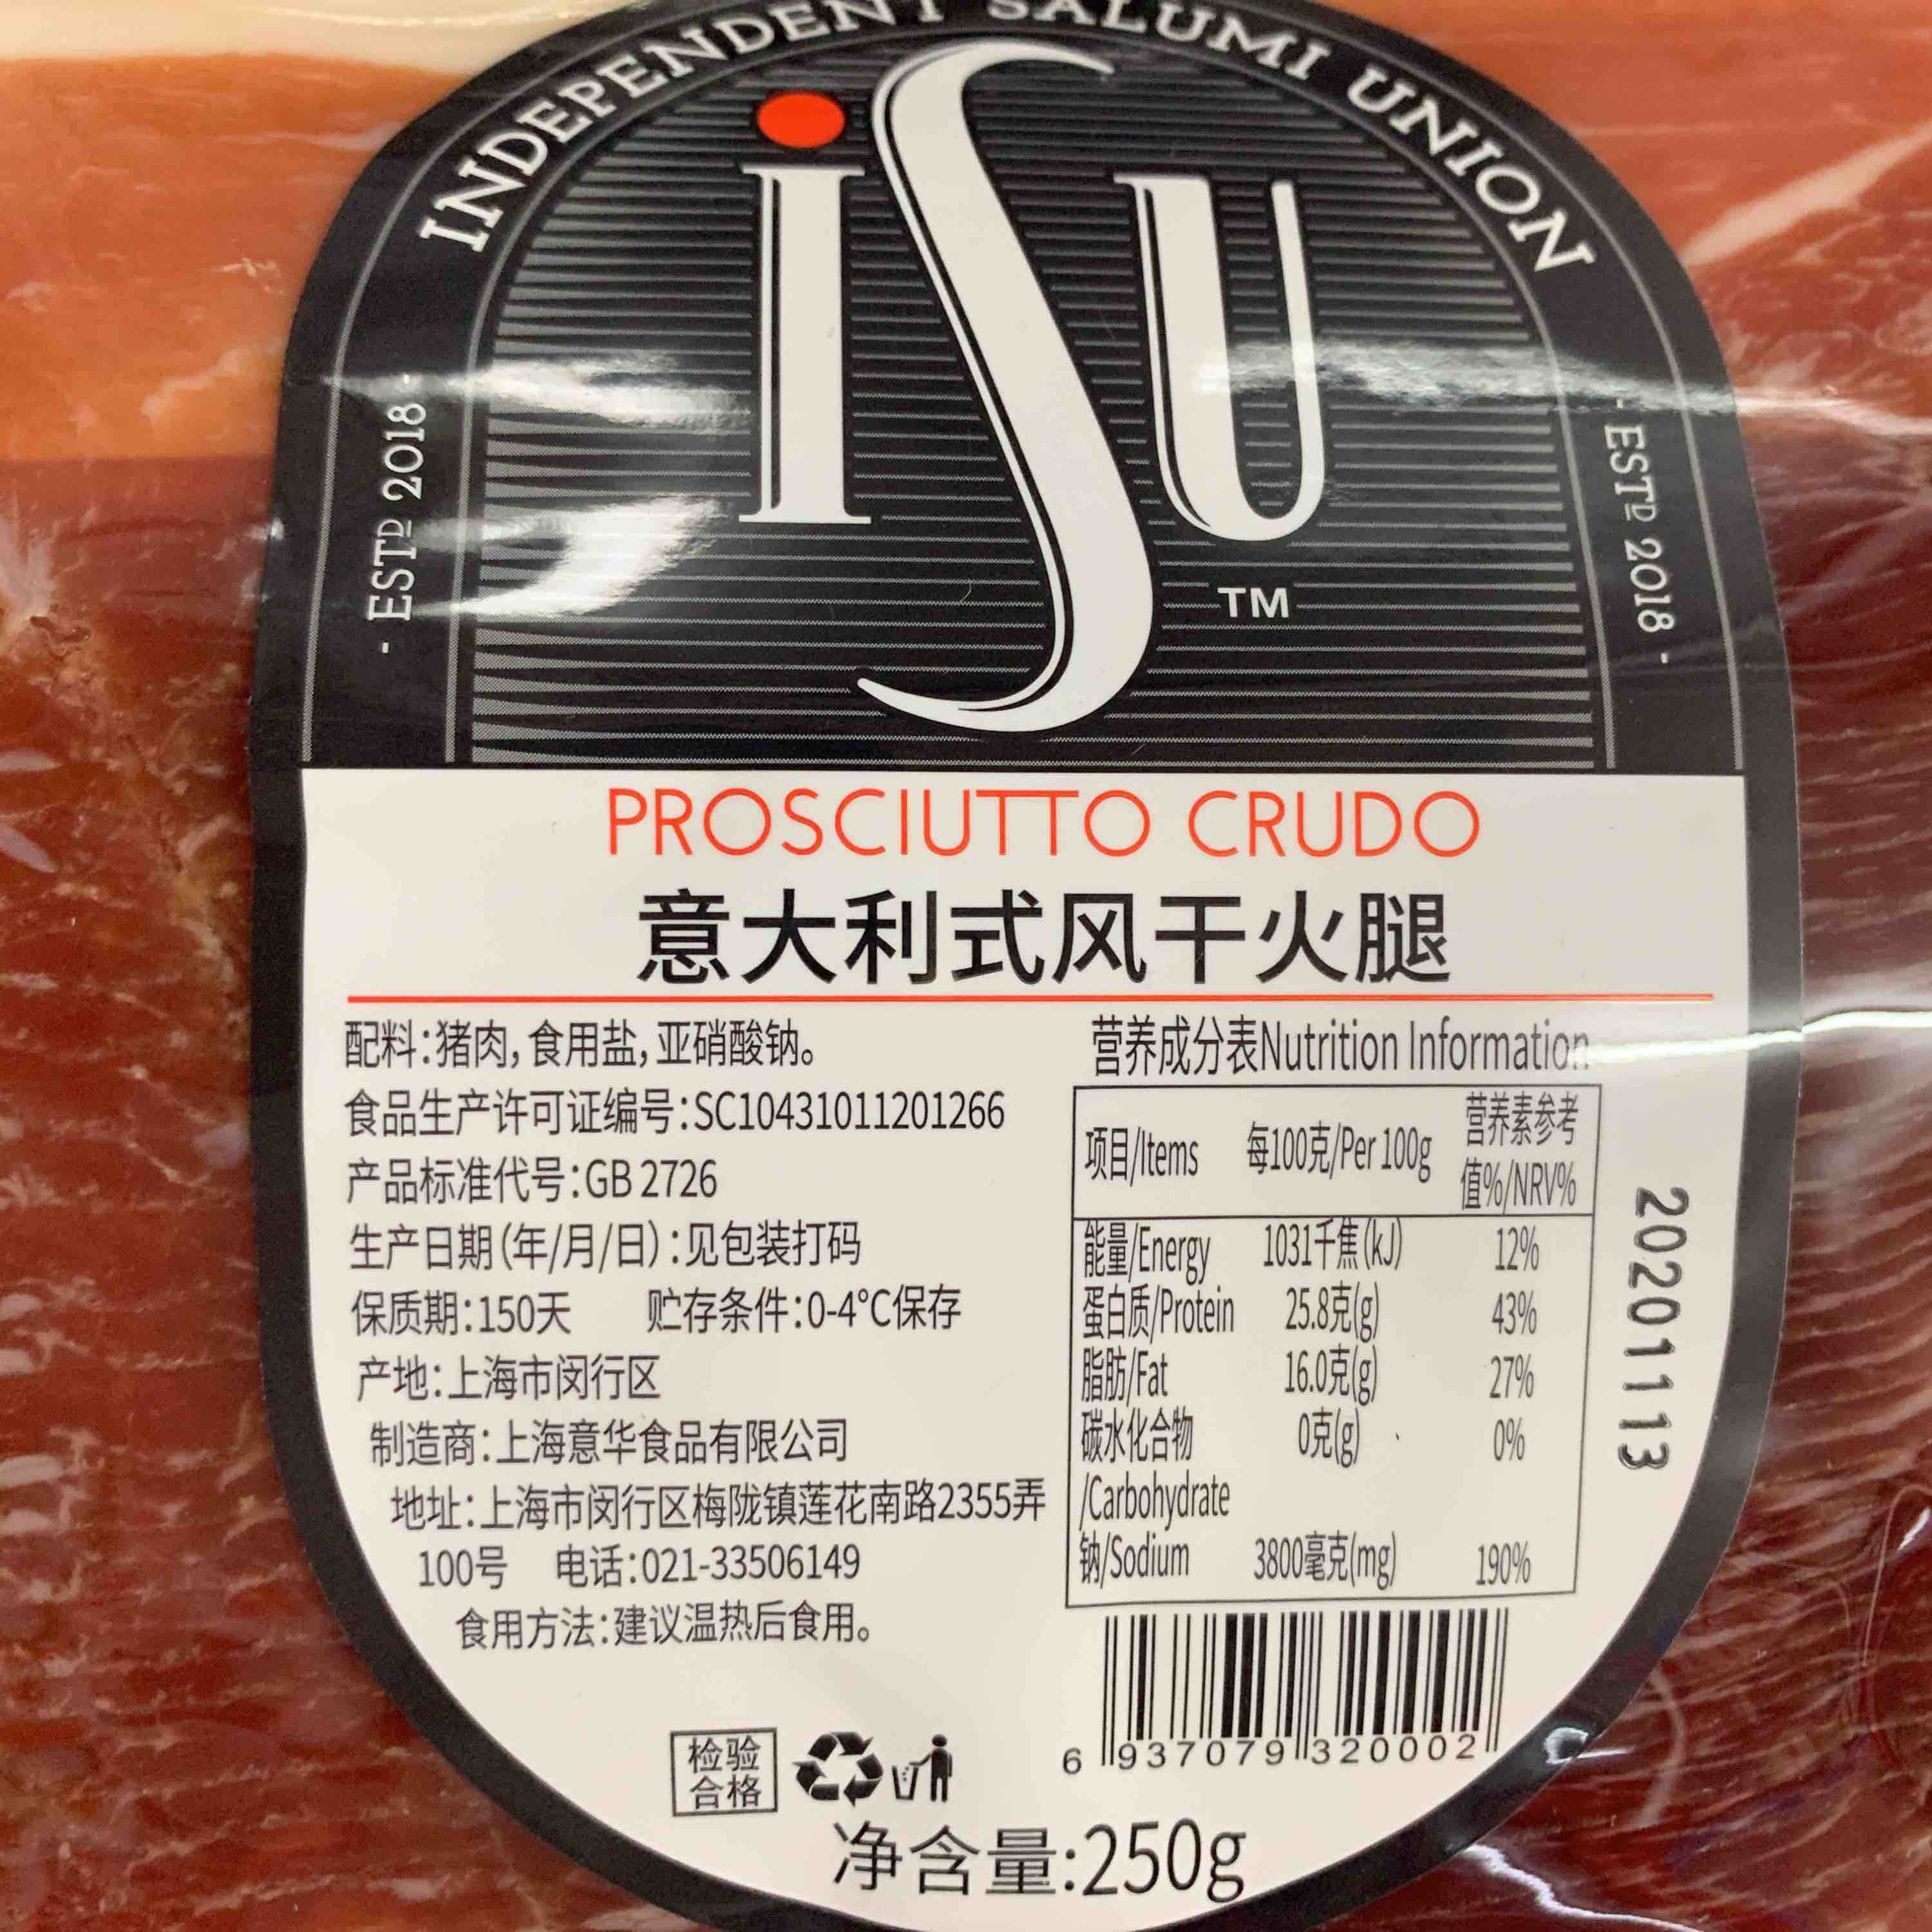 INDEPENDENT SALUMI UNION
iSU
TM
- ESTD 2018 -
- ESTD 2018 -
PROSCIUTTO CRUDO
意大利式风干火腿
配料:猪肉,食用盐,亚硝酸钠。
食品生产许可证编号:SC10431011201266
产品标准代号:GB 2726
生产日期(年/月/日):见包装打码
保质期:150天 贮存条件:0-4℃保存
产地:上海市闵行区
制造商:上海意华食品有限公司
地址:上海市闵行区梅陇镇莲花南路2355弄
100号 电话:021-33506149
食用方法:建议温热后食用。
营养成分表Nutrition Information
项目/Items 每100克/Per 100g 营养素参考
值%/NRV%
能量/Energy 1031千焦(kJ) 12%
蛋白质/Protein 25.8克(g) 43%
脂肪/Fat 16.0克(g) 27%
碳水化合物 0克(g) 0%
/Carbohydrate
钠/Sodium 3800毫克(mg) 190%
20201113
6 937079 320002
检验
合格
净含量:250g